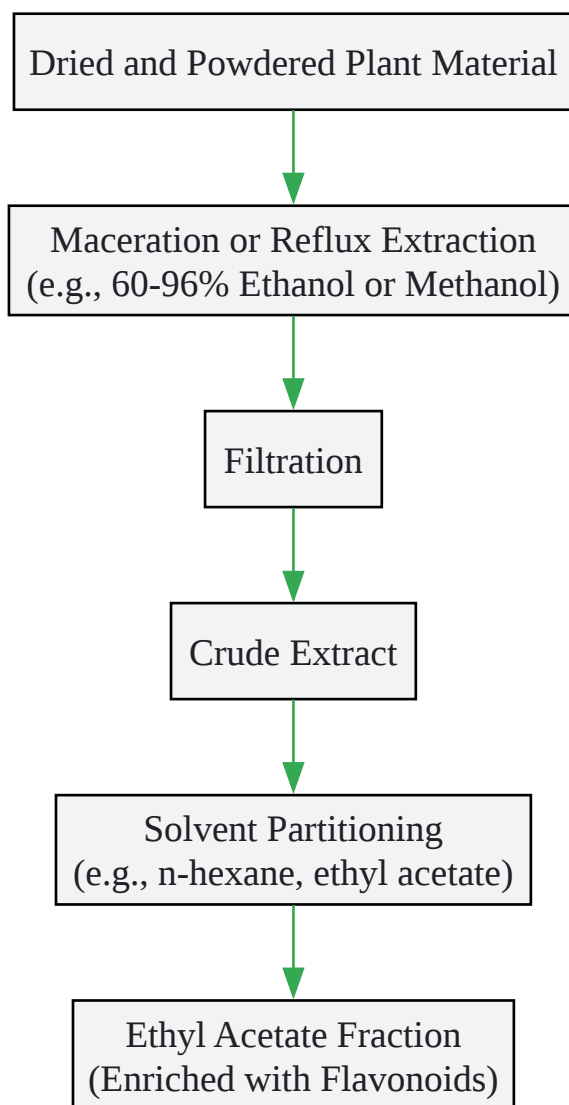 Dried and Powdered Plant Material
Maceration or Reflux Extraction
(e.g., 60-96% Ethanol or Methanol)
Filtration
Crude Extract
Solvent Partitioning
(e.g., n-hexane, ethyl acetate)
Ethyl Acetate Fraction
(Enriched with Flavonoids)